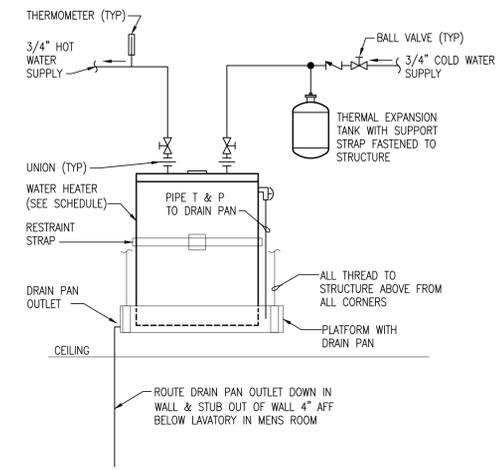 THERMOMETER (TYP)
BALL VALVE (TYP)
3/4" HOT
WATER
SUPPLY
3/4" COLD WATER
SUPPLY
THERMAL EXPANSION
TANK WITH SUPPORT
STRAP FASTENED TO
STRUCTURE
UNION (TYP)
WATER HEATER
(SEE SCHEDULE)
PIPE T & P
TO DRAIN PAN
RESTRAINT
STRAP
ALL THREAD TO
STRUCTURE ABOVE FROM
ALL CORNERS
DRAIN PAN
OUTLET
PLATFORM WITH
DRAIN PAN
CEILING
ROUTE DRAIN PAN OUTLET DOWN IN
WALL & STUB OUT OF WALL 4" AFF
BELOW LAVATORY IN MENS ROOM